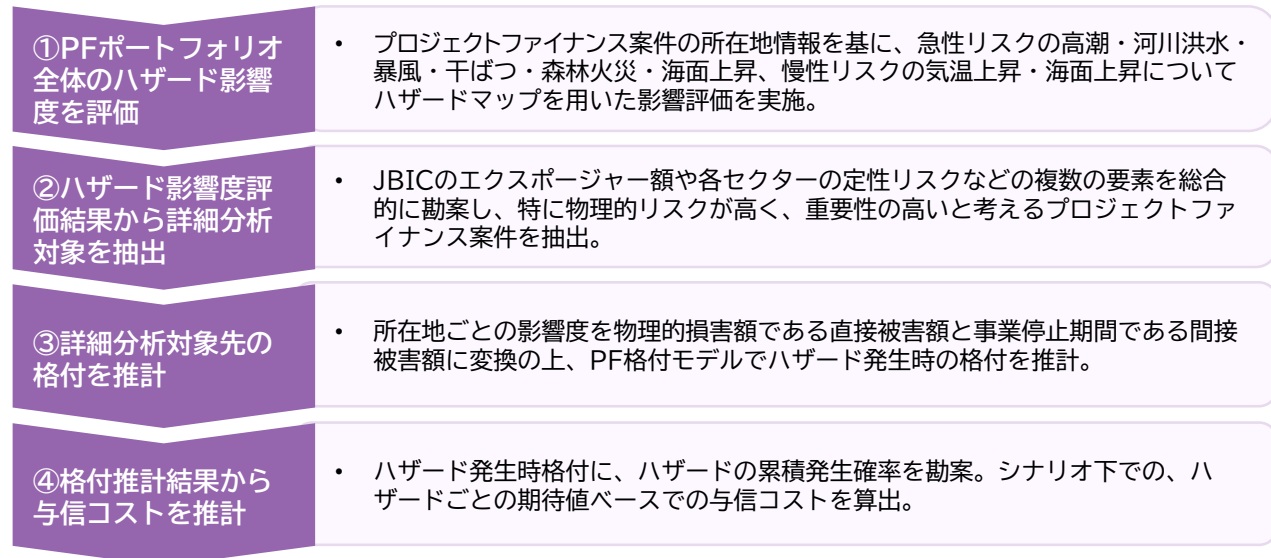 ①PFポートフォリオ
全体のハザード影響
度を評価
• プロジェクトファイナンス案件の所在地情報を基に、急性リスクの高潮・河川洪水・
暴風・干ばつ・森林火災・海面上昇、慢性リスクの気温上昇・海面上昇について
ハザードマップを用いた影響評価を実施。
②ハザード影響度評
価結果から詳細分析
対象を抽出
• JBICのエクスポージャー額や各セクターの定性リスクなどの複数の要素を総合
的に勘案し、特に物理的リスクが高く、重要性の高いと考えるプロジェクトファ
イナンス案件を抽出。
③詳細分析対象先の
格付を推計
• 所在地ごとの影響度を物理的損害額である直接被害額と事業停止期間である間接
被害額に変換の上、PF格付モデルでハザード発生時の格付を推計。
④格付推計結果から
与信コストを推計
• ハザード発生時格付に、ハザードの累積発生確率を勘案。シナリオ下での、ハ
ザードごとの期待値ベースでの与信コストを算出。